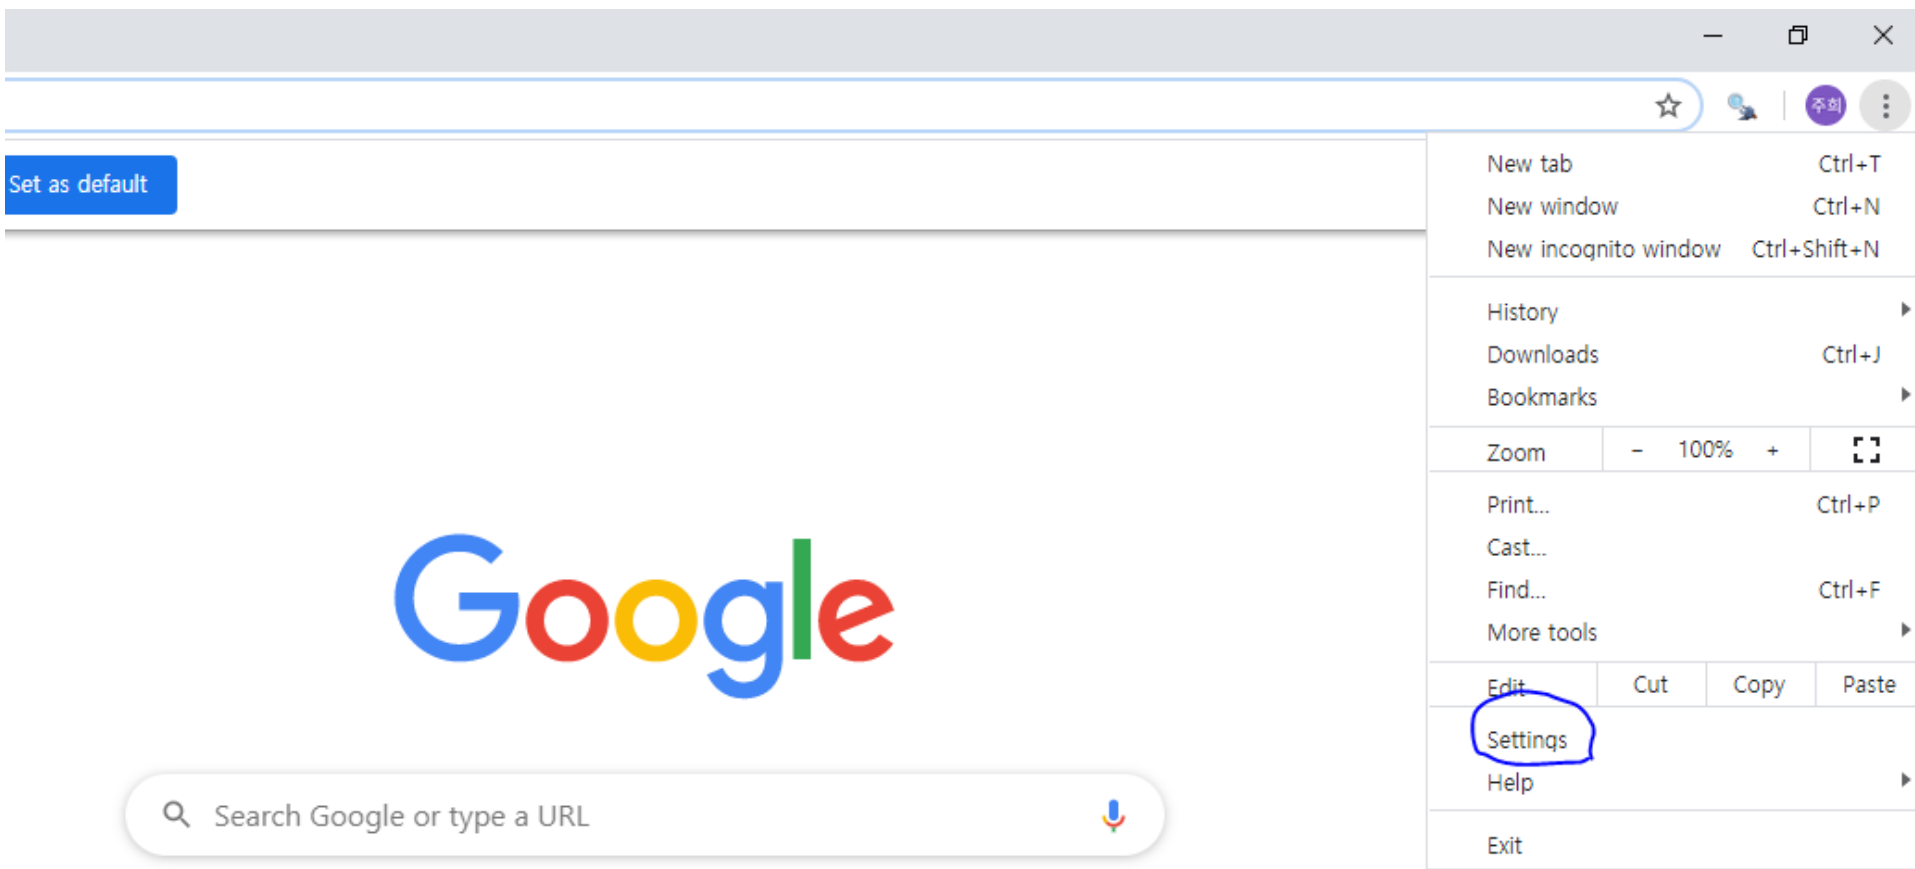 주희
Set as default
New tab Ctrl+T
New window Ctrl+N
New incognito window Ctrl+Shift+N
History
Downloads Ctrl+J
Bookmarks
Zoom - 100% +
Print... Ctrl+P
Cast...
Find... Ctrl+F
More tools
Edit Cut Copy Paste
Settings
Help
Exit
Google
Search Google or type a URL